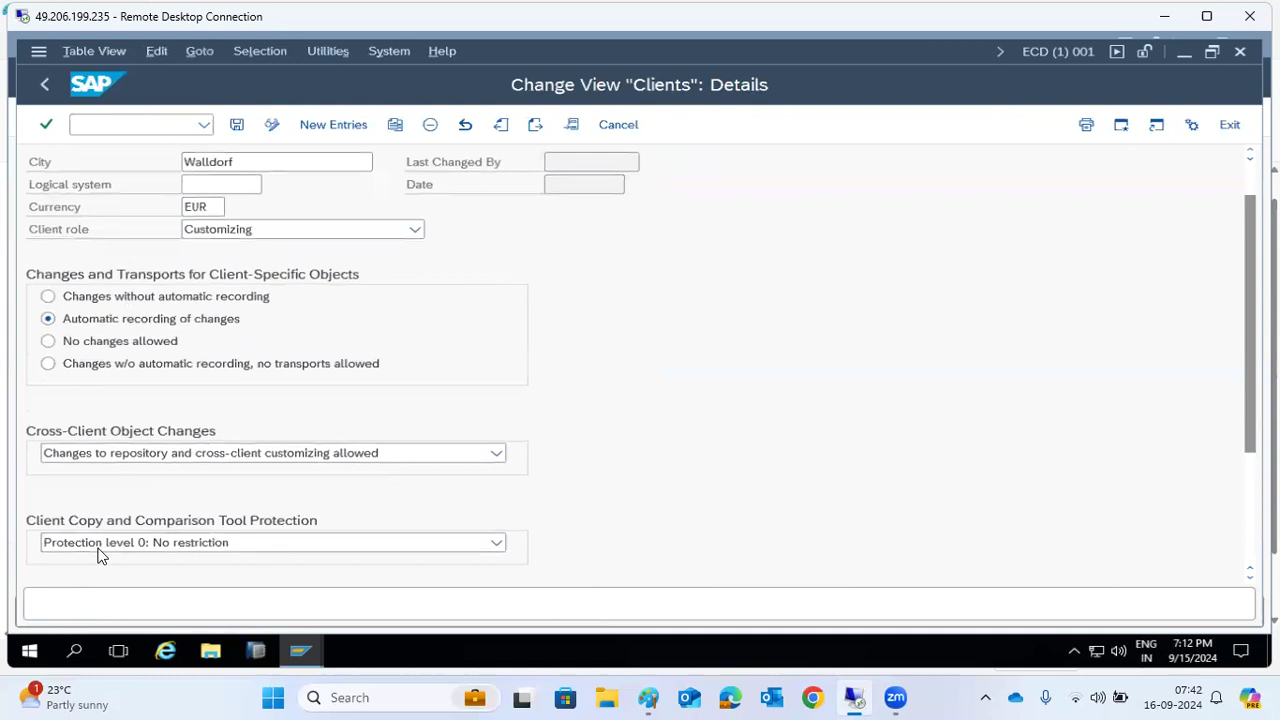 49.206.199.235 - Remote Desktop Connection
Table View Edit Goto Selection Utilities System Help ECD (1) 001
SAP Change View "Clients": Details
New Entries Cancel Exit
City Walldorf Last Changed By
Logical system Date
Currency EUR
Client role Customizing
Changes and Transports for Client-Specific Objects
Changes without automatic recording
Automatic recording of changes
No changes allowed
Changes w/o automatic recording, no transports allowed
Cross-Client Object Changes
Changes to repository and cross-client customizing allowed
Client Copy and Comparison Tool Protection
Protection level 0: No restriction
ENG 7:12 PM
IN 9/15/2024
1 23°C
Partly sunny
Search
zm
07:42
16-09-2024
PRE